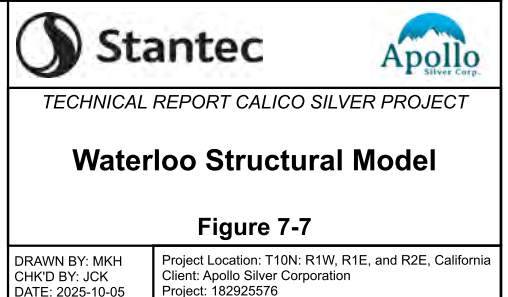 Stantec
Apollo
Silver Corp.
TECHNICAL REPORT CALICO SILVER PROJECT
Waterloo Structural Model
Figure 7-7
DRAWN BY: MKH
CHK'D BY: JCK
DATE: 2025-10-05
Project Location: T10N: R1W, R1E, and R2E, California
Client: Apollo Silver Corporation
Project: 182925576